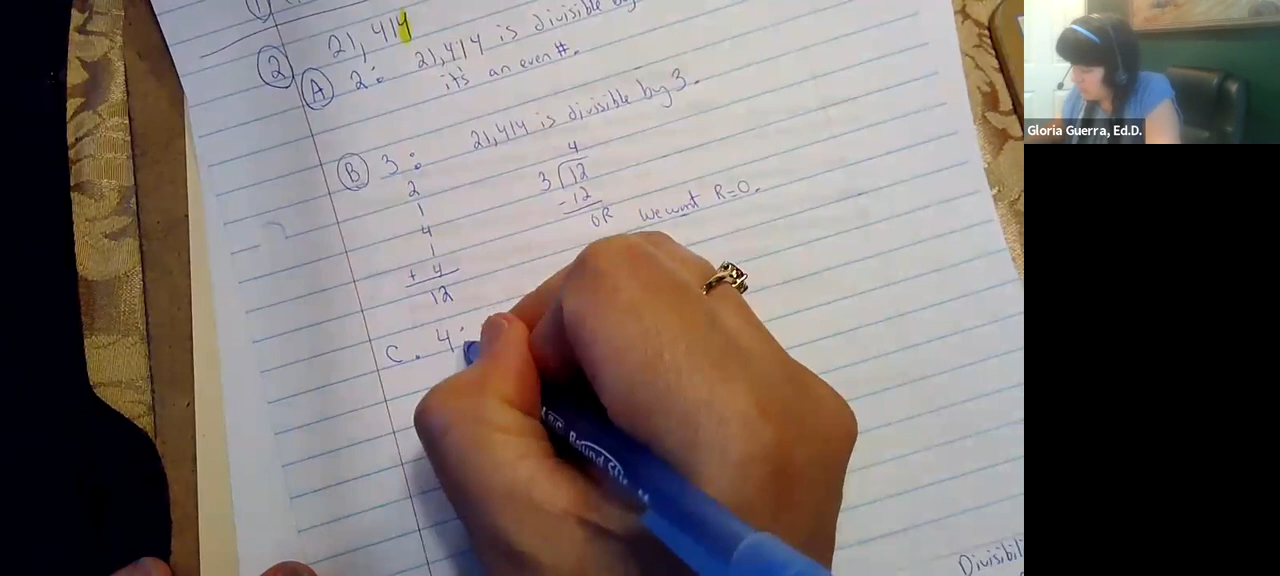 ②
21,414
Ⓐ 2: 21,414 is divisible by
it's an even #.
Ⓑ 3: 21,414 is divisible by 3.
2
1
4
1
+ 4
12
4
3 12
-12
0R We want R=0.
C. 4:
Round Stic
Divisibili
Gloria Guerra, Ed.D.